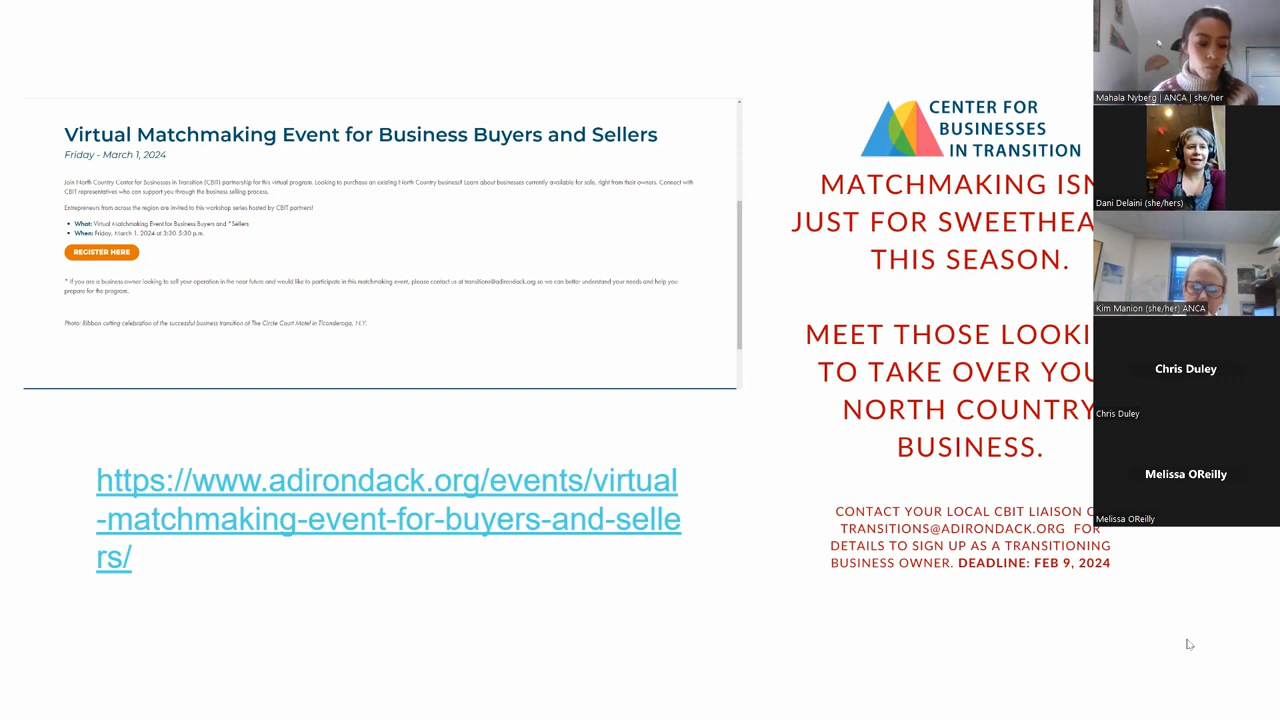 Virtual Matchmaking Event for Business Buyers and Sellers
Friday - March 1, 2024
Join North Country Center for Businesses in Transition (CBIT) partnership for this virtual program. Looking to purchase an existing North Country business? Learn about businesses currently available for sale, right from their owners. Connect with
CBIT representatives who can support you through the business selling process.
Entrepreneurs from across the region are invited to this workshop series hosted by CBIT partners!
• What: Virtual Matchmaking Event for Business Buyers and *Sellers
• When: Friday, March 1, 2024 at 3:30-5:30 p.m.
REGISTER HERE
* If you are a business owner looking to sell your operation in the near future and would like to participate in this matchmaking event, please contact us at transitions@adirondack.org so we can better understand your needs and help you
prepare for the program.
Photo: Ribbon cutting celebration of the successful business transition of The Circle Court Motel in Ticonderoga, N.Y.
https://www.adirondack.org/events/virtual
-matchmaking-event-for-buyers-and-selle
rs/
CENTER FOR
BUSINESSES
IN TRANSITION
MATCHMAKING ISN
JUST FOR SWEETHEA
THIS SEASON.
MEET THOSE LOOKI
TO TAKE OVER YOU
NORTH COUNTRY
BUSINESS.
CONTACT YOUR LOCAL CBIT LIAISON O
TRANSITIONS@ADIRONDACK.ORG FOR
DETAILS TO SIGN UP AS A TRANSITIONING
BUSINESS OWNER. DEADLINE: FEB 9, 2024
Mahala Nyberg | ANCA | she/her
Dani Delaini (she/hers)
Kim Manion (she/her) ANCA
Chris Duley
Chris Duley
Melissa OReilly
Melissa OReilly